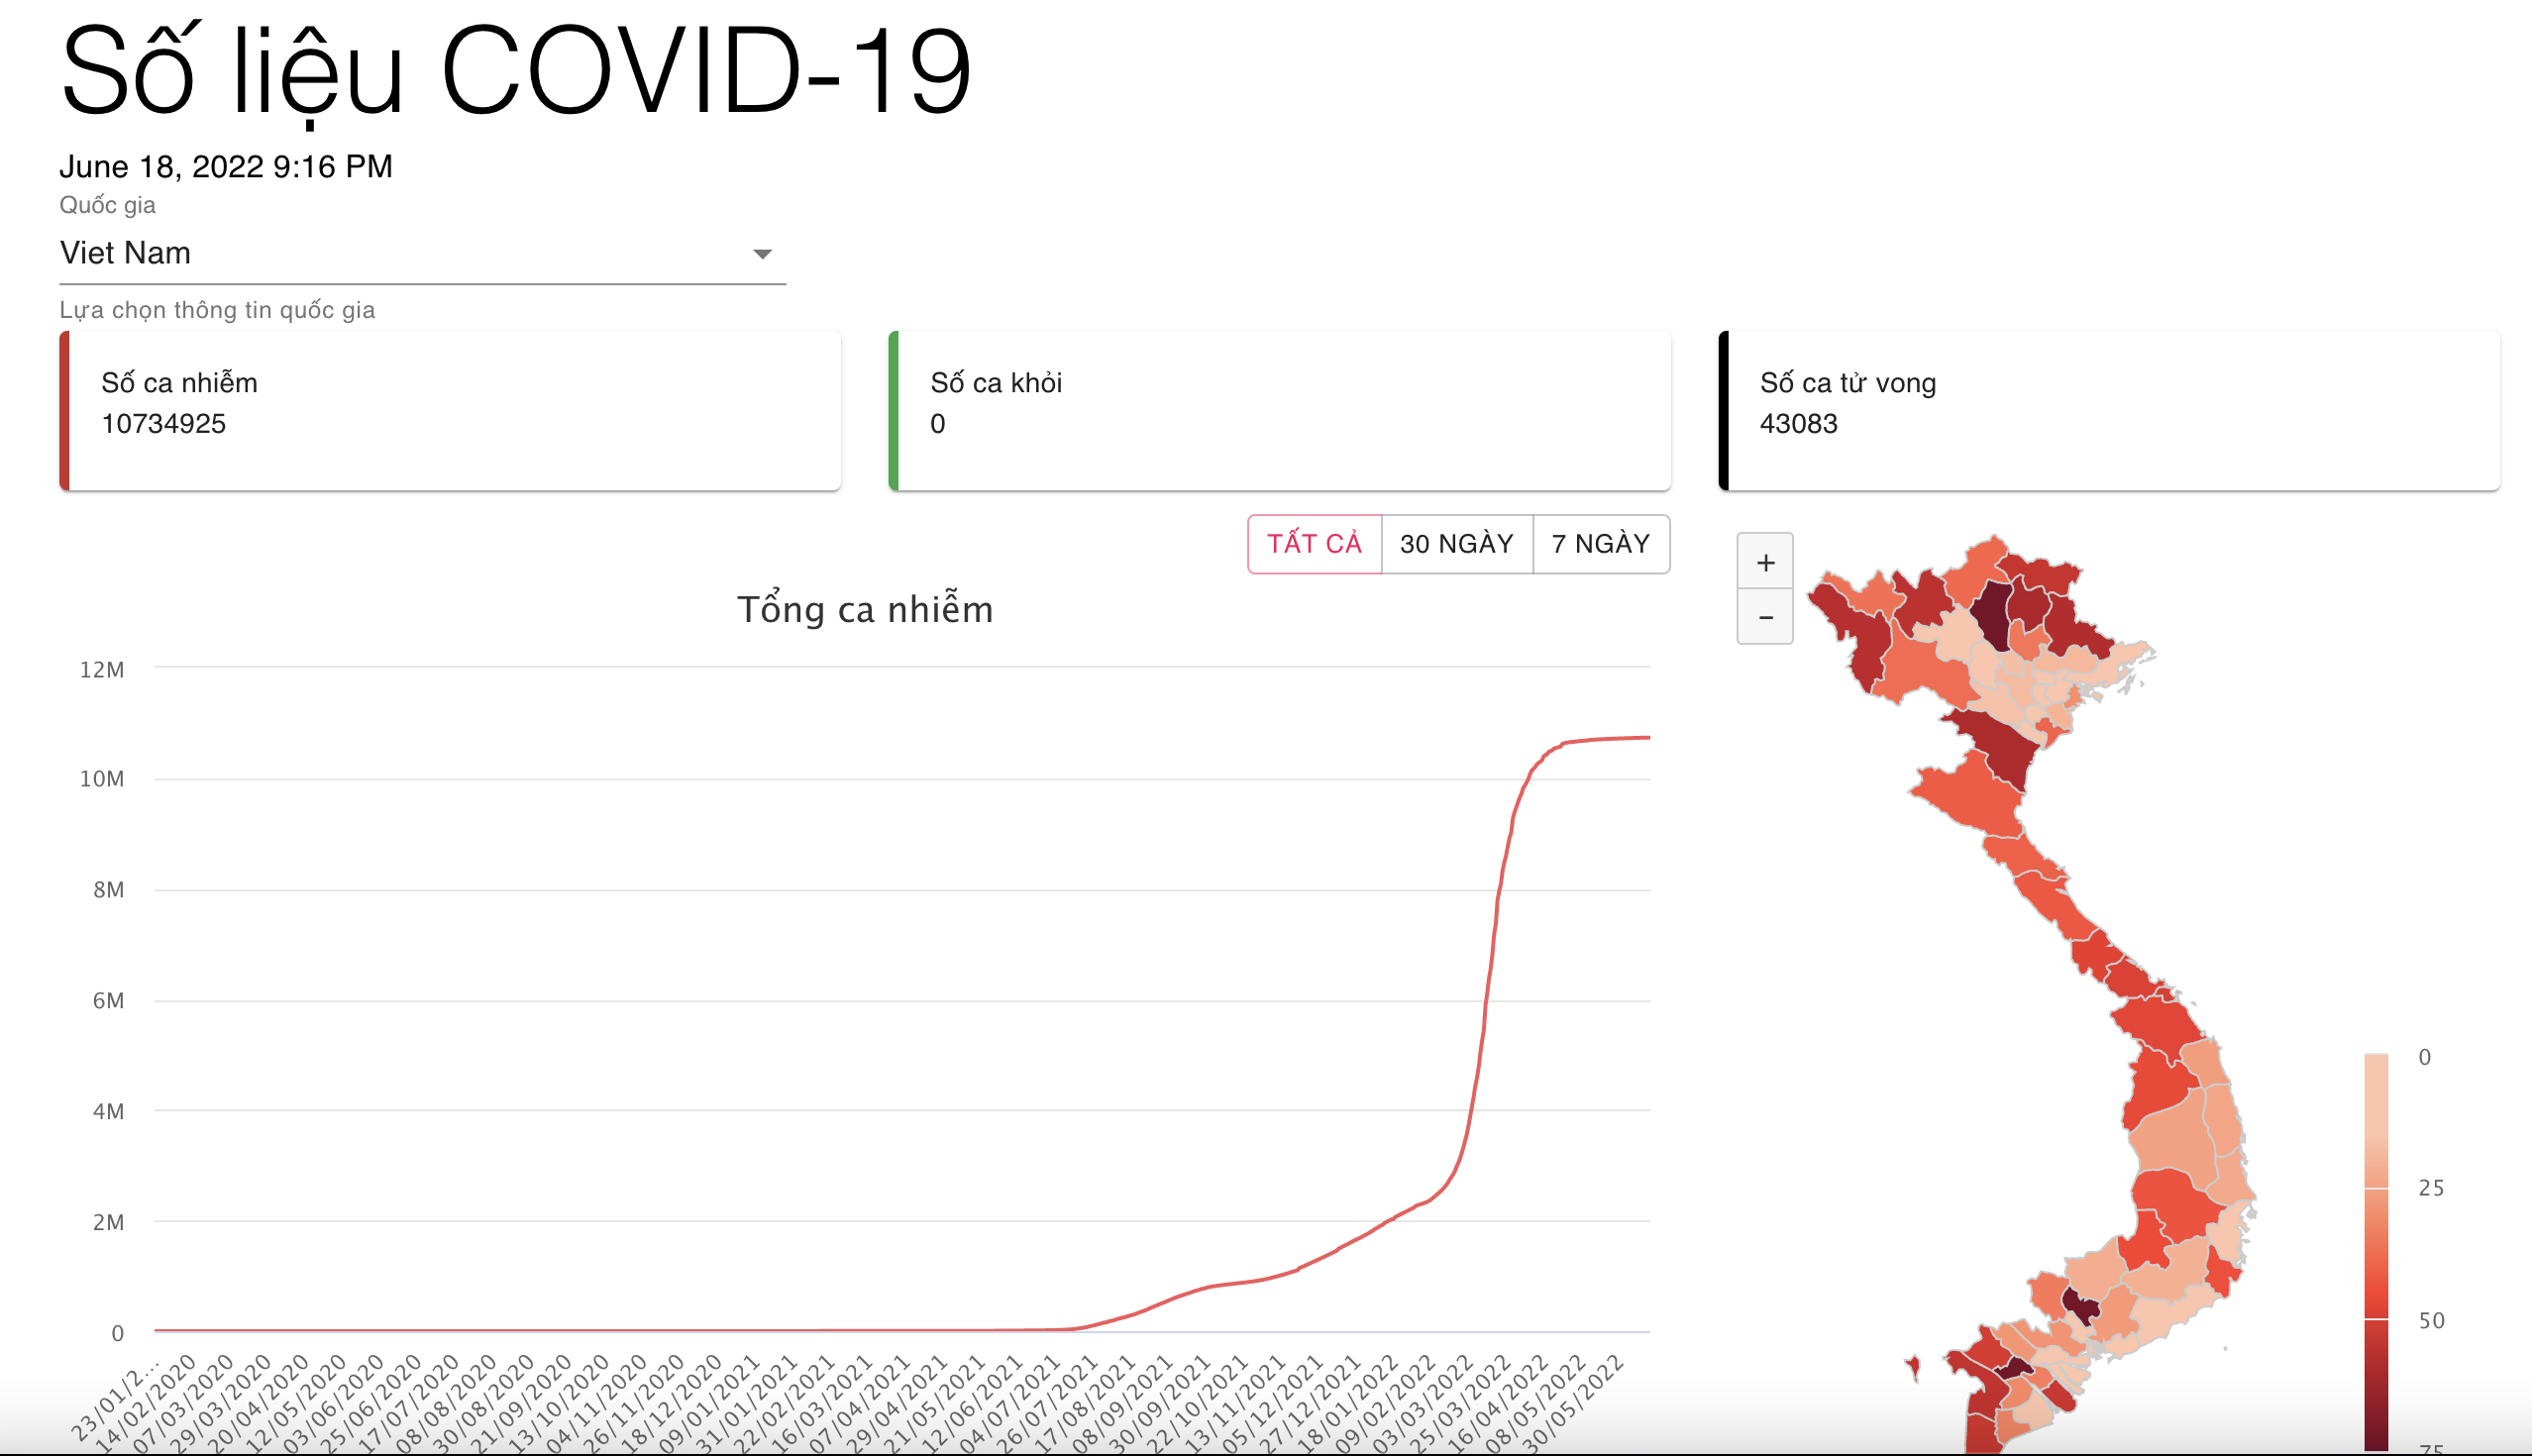 Số liệu COVID-19
June 18, 2022 9:16 PM
Quốc gia
Viet Nam
Lựa chọn thông tin quốc gia
Số ca nhiễm
10734925
Số ca khỏi
0
Số ca tử vong
43083
TẤT CẢ
30 NGÀY
7 NGÀY
+
−
Tổng ca nhiễm
12M
10M
8M
6M
4M
2M
0
23/01/2...
14/02/2020
07/03/2020
29/03/2020
20/04/2020
12/05/2020
03/06/2020
25/06/2020
17/07/2020
08/08/2020
30/08/2020
21/09/2020
13/10/2020
04/11/2020
26/11/2020
18/12/2020
09/01/2021
31/01/2021
22/02/2021
16/03/2021
07/04/2021
29/04/2021
21/05/2021
12/06/2021
04/07/2021
26/07/2021
17/08/2021
08/09/2021
30/09/2021
22/10/2021
13/11/2021
05/12/2021
27/12/2021
18/01/2022
09/02/2022
03/03/2022
25/03/2022
16/04/2022
08/05/2022
30/05/2022
0
25
50
75